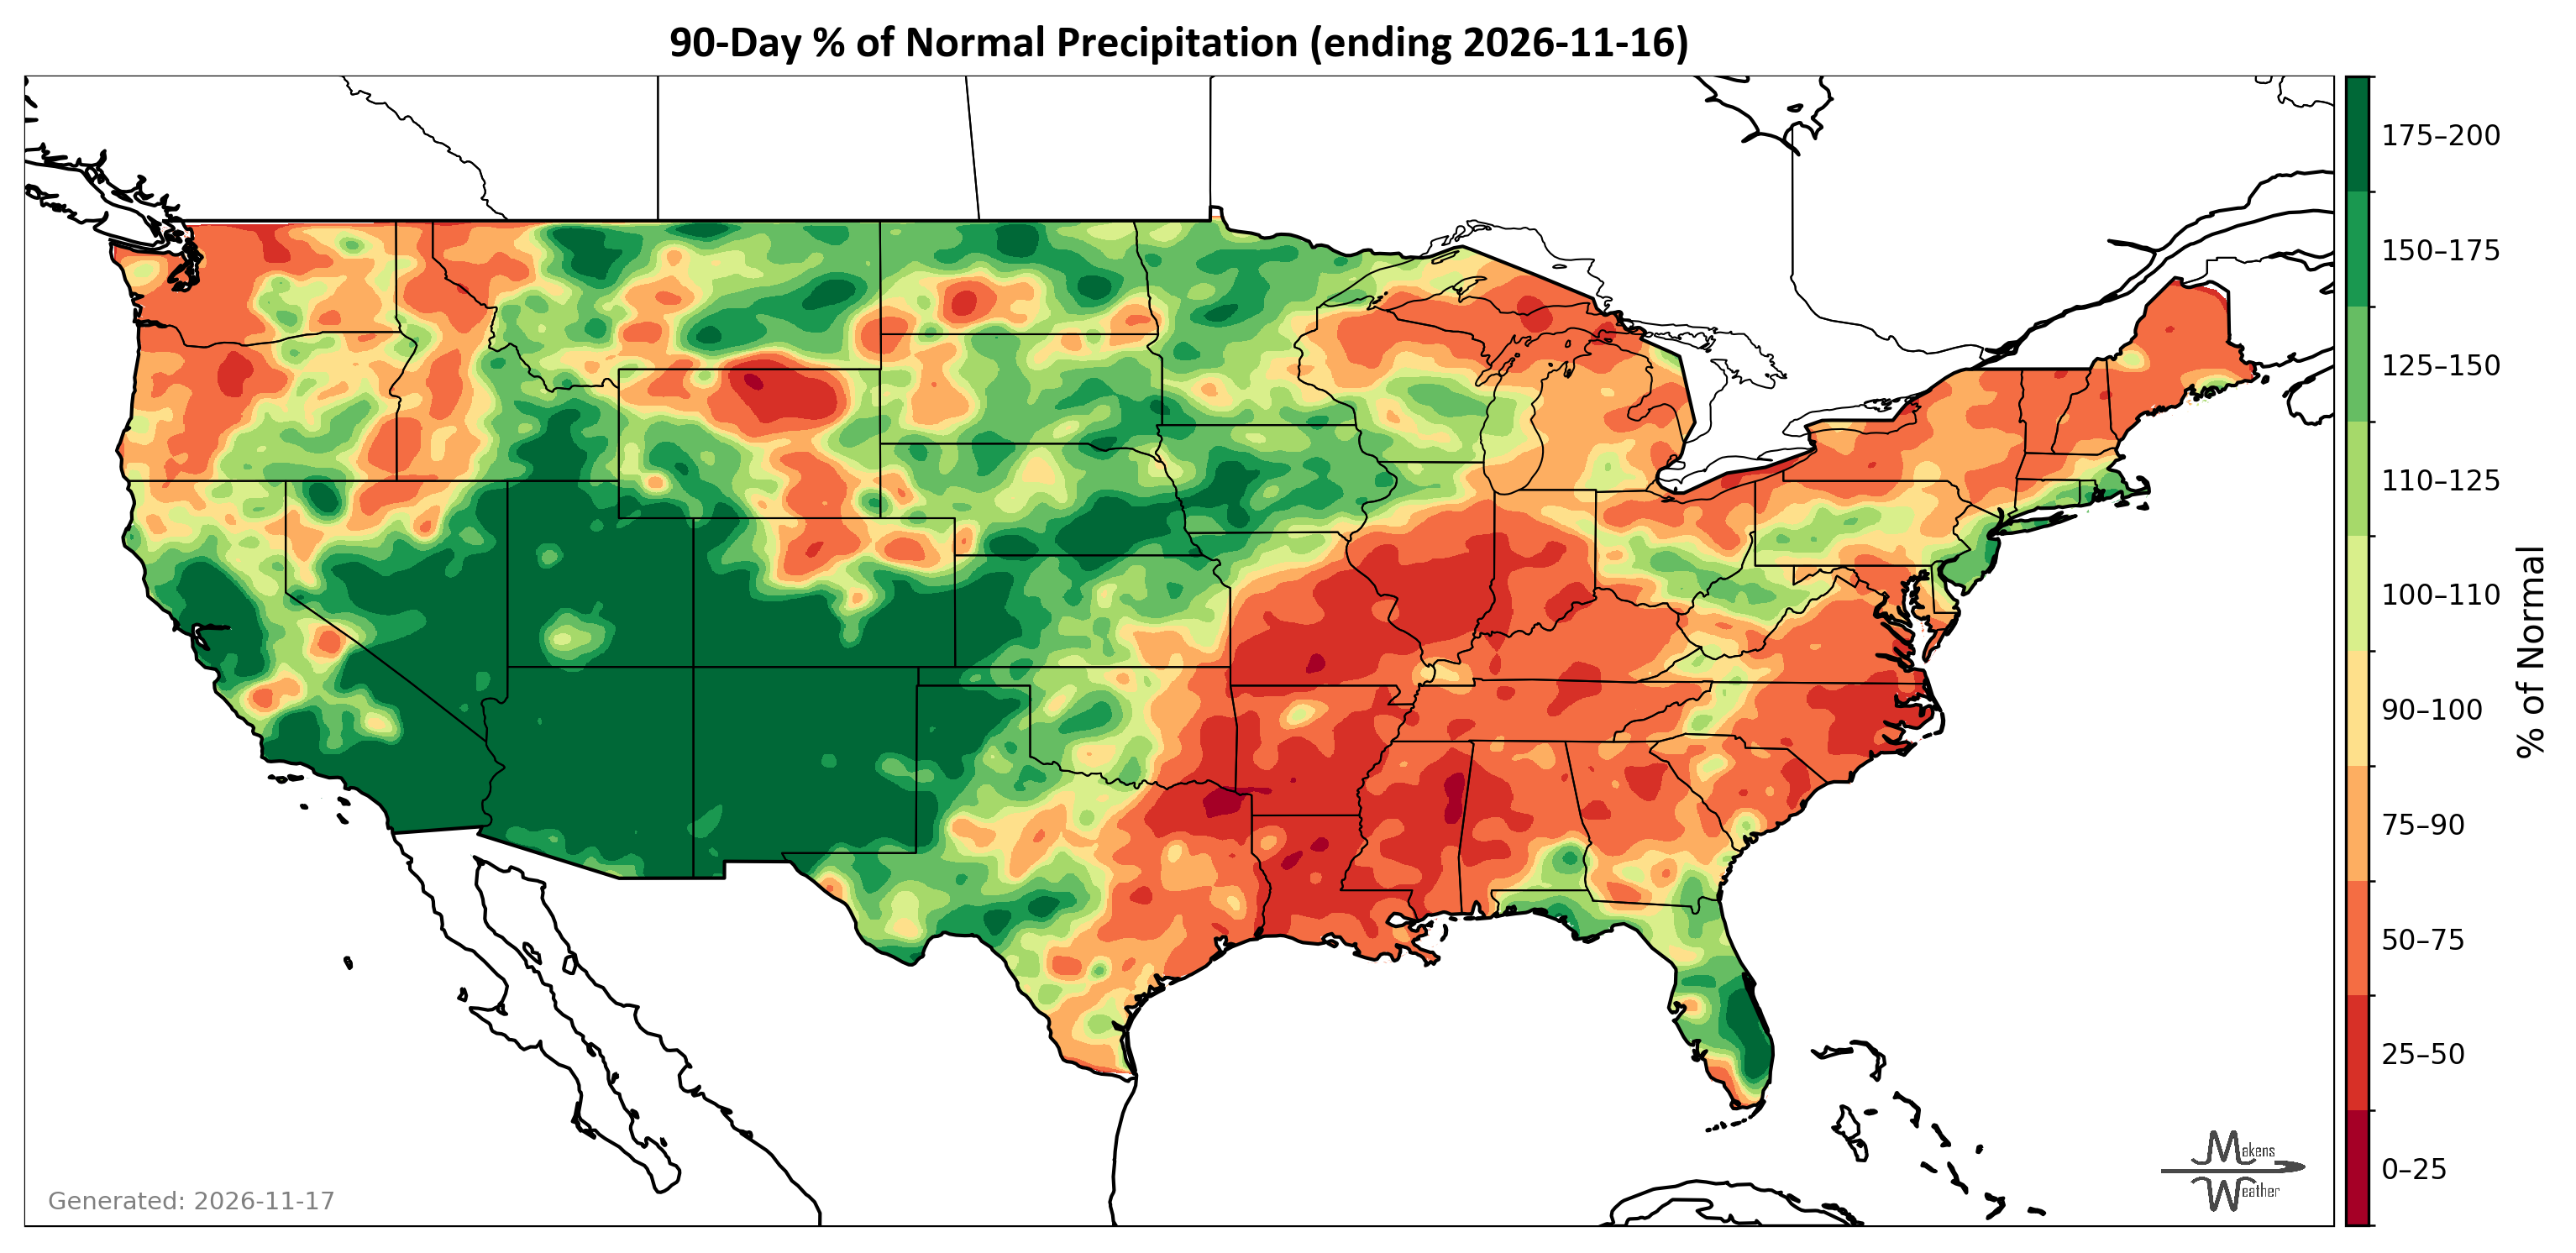 90-Day % of Normal Precipitation (ending 2026-11-16)
175–200
150–175
125–150
110–125
100–110
90–100
75–90
50–75
25–50
0–25
% of Normal
Makens
Weather
Generated: 2026-11-17